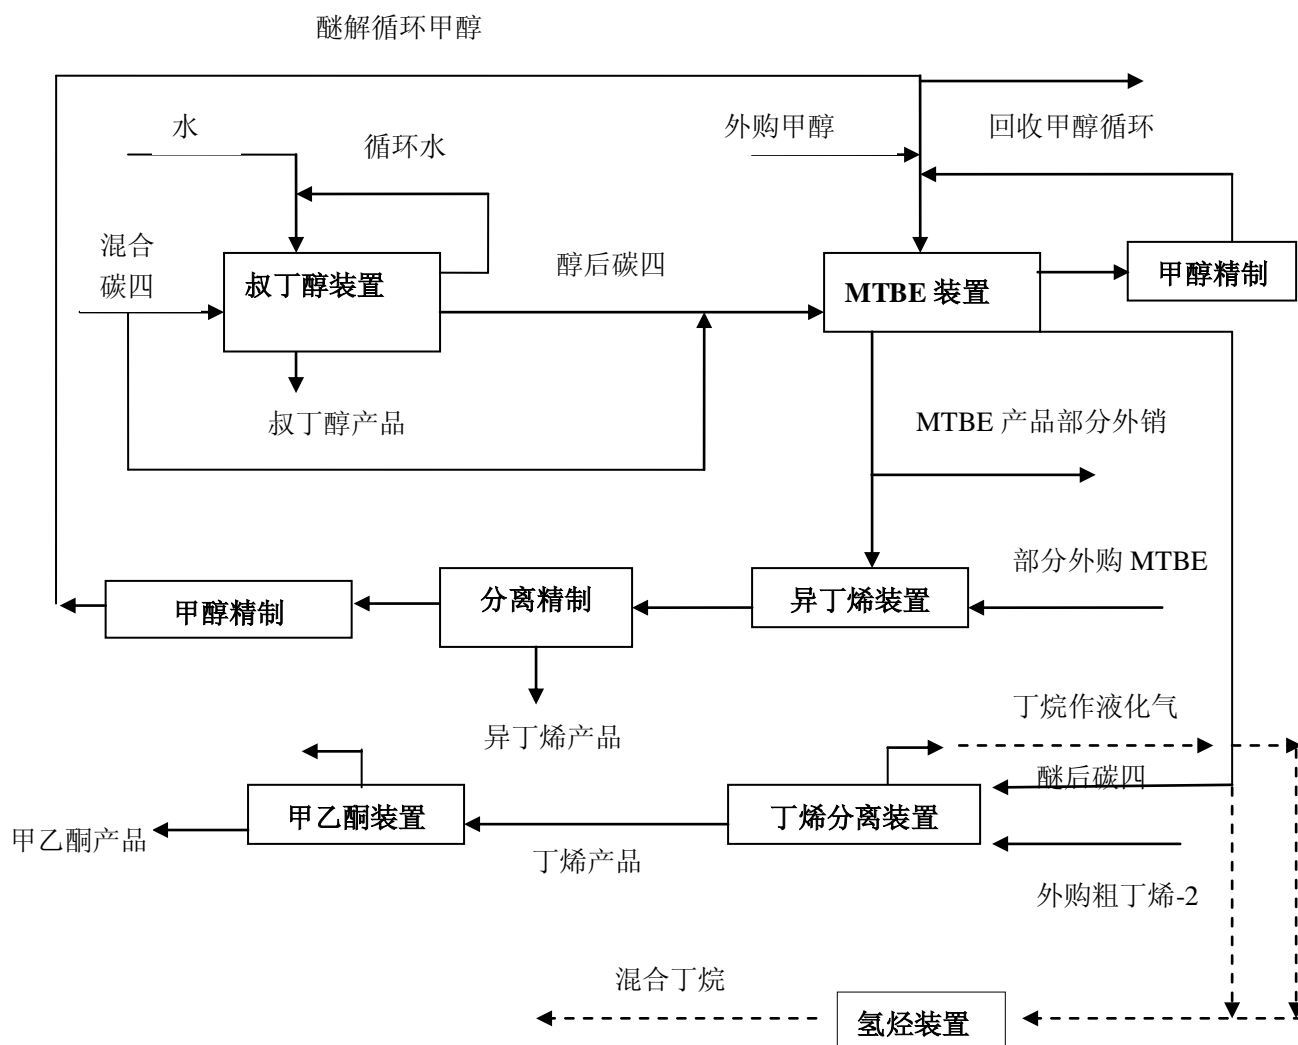 醚解循环甲醇
水
外购甲醇
回收甲醇循环
循环水
混合
碳四
叔丁醇装置
醇后碳四
MTBE 装置
甲醇精制
叔丁醇产品
MTBE 产品部分外销
部分外购 MTBE
甲醇精制
分离精制
异丁烯装置
异丁烯产品
丁烷作液化气
醚后碳四
甲乙酮装置
丁烯分离装置
甲乙酮产品
丁烯产品
外购粗丁烯-2
混合丁烷
氢烃装置